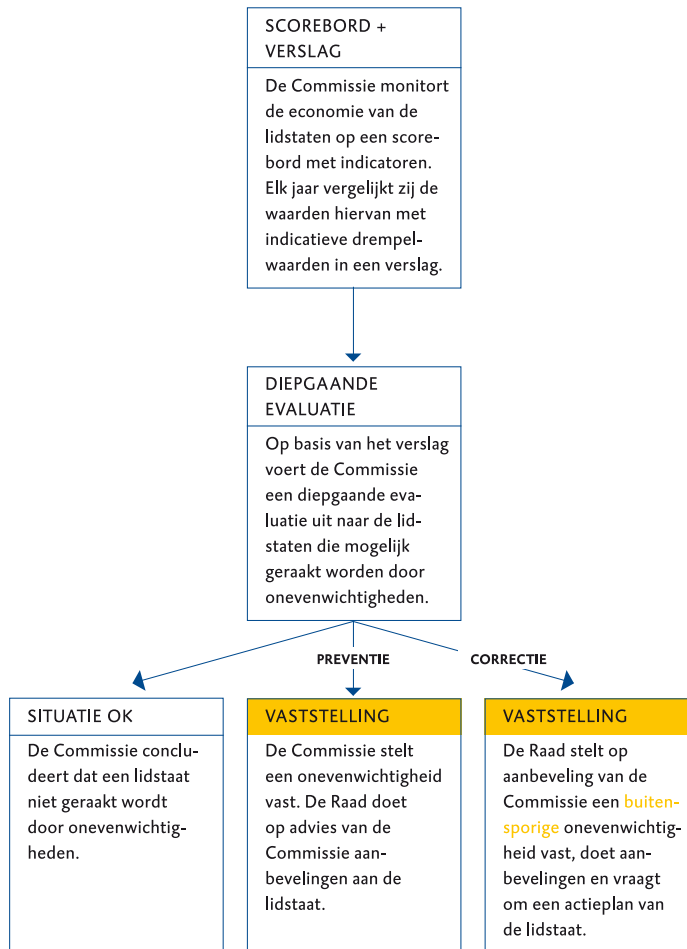 SCOREBORD +
VERSLAG
De Commissie monitort
de economie van de
lidstaten op een score-
bord met indicatoren.
Elk jaar vergelijkt zij de
waarden hiervan met
indicatieve drempel-
waarden in een verslag.
DIEPGAANDE
EVALUATIE
Op basis van het verslag
voert de Commissie
een diepgaande eva-
luatie uit naar de lid-
staten die mogelijk
geraakt worden door
onevenwichtigheden.
PREVENTIE
CORRECTIE
SITUATIE OK
De Commissie conclu-
deert dat een lidstaat
niet geraakt wordt
door onevenwichtig-
heden.
VASTSTELLING
De Commissie stelt
een onevenwichtigheid
vast. De Raad doet
op advies van de
Commissie aan-
bevelingen aan de
lidstaat.
VASTSTELLING
De Raad stelt op
aanbeveling van de
Commissie een buiten-
sporige onevenwichtig-
heid vast, doet aan-
bevelingen en vraagt
om een actieplan van
de lidstaat.